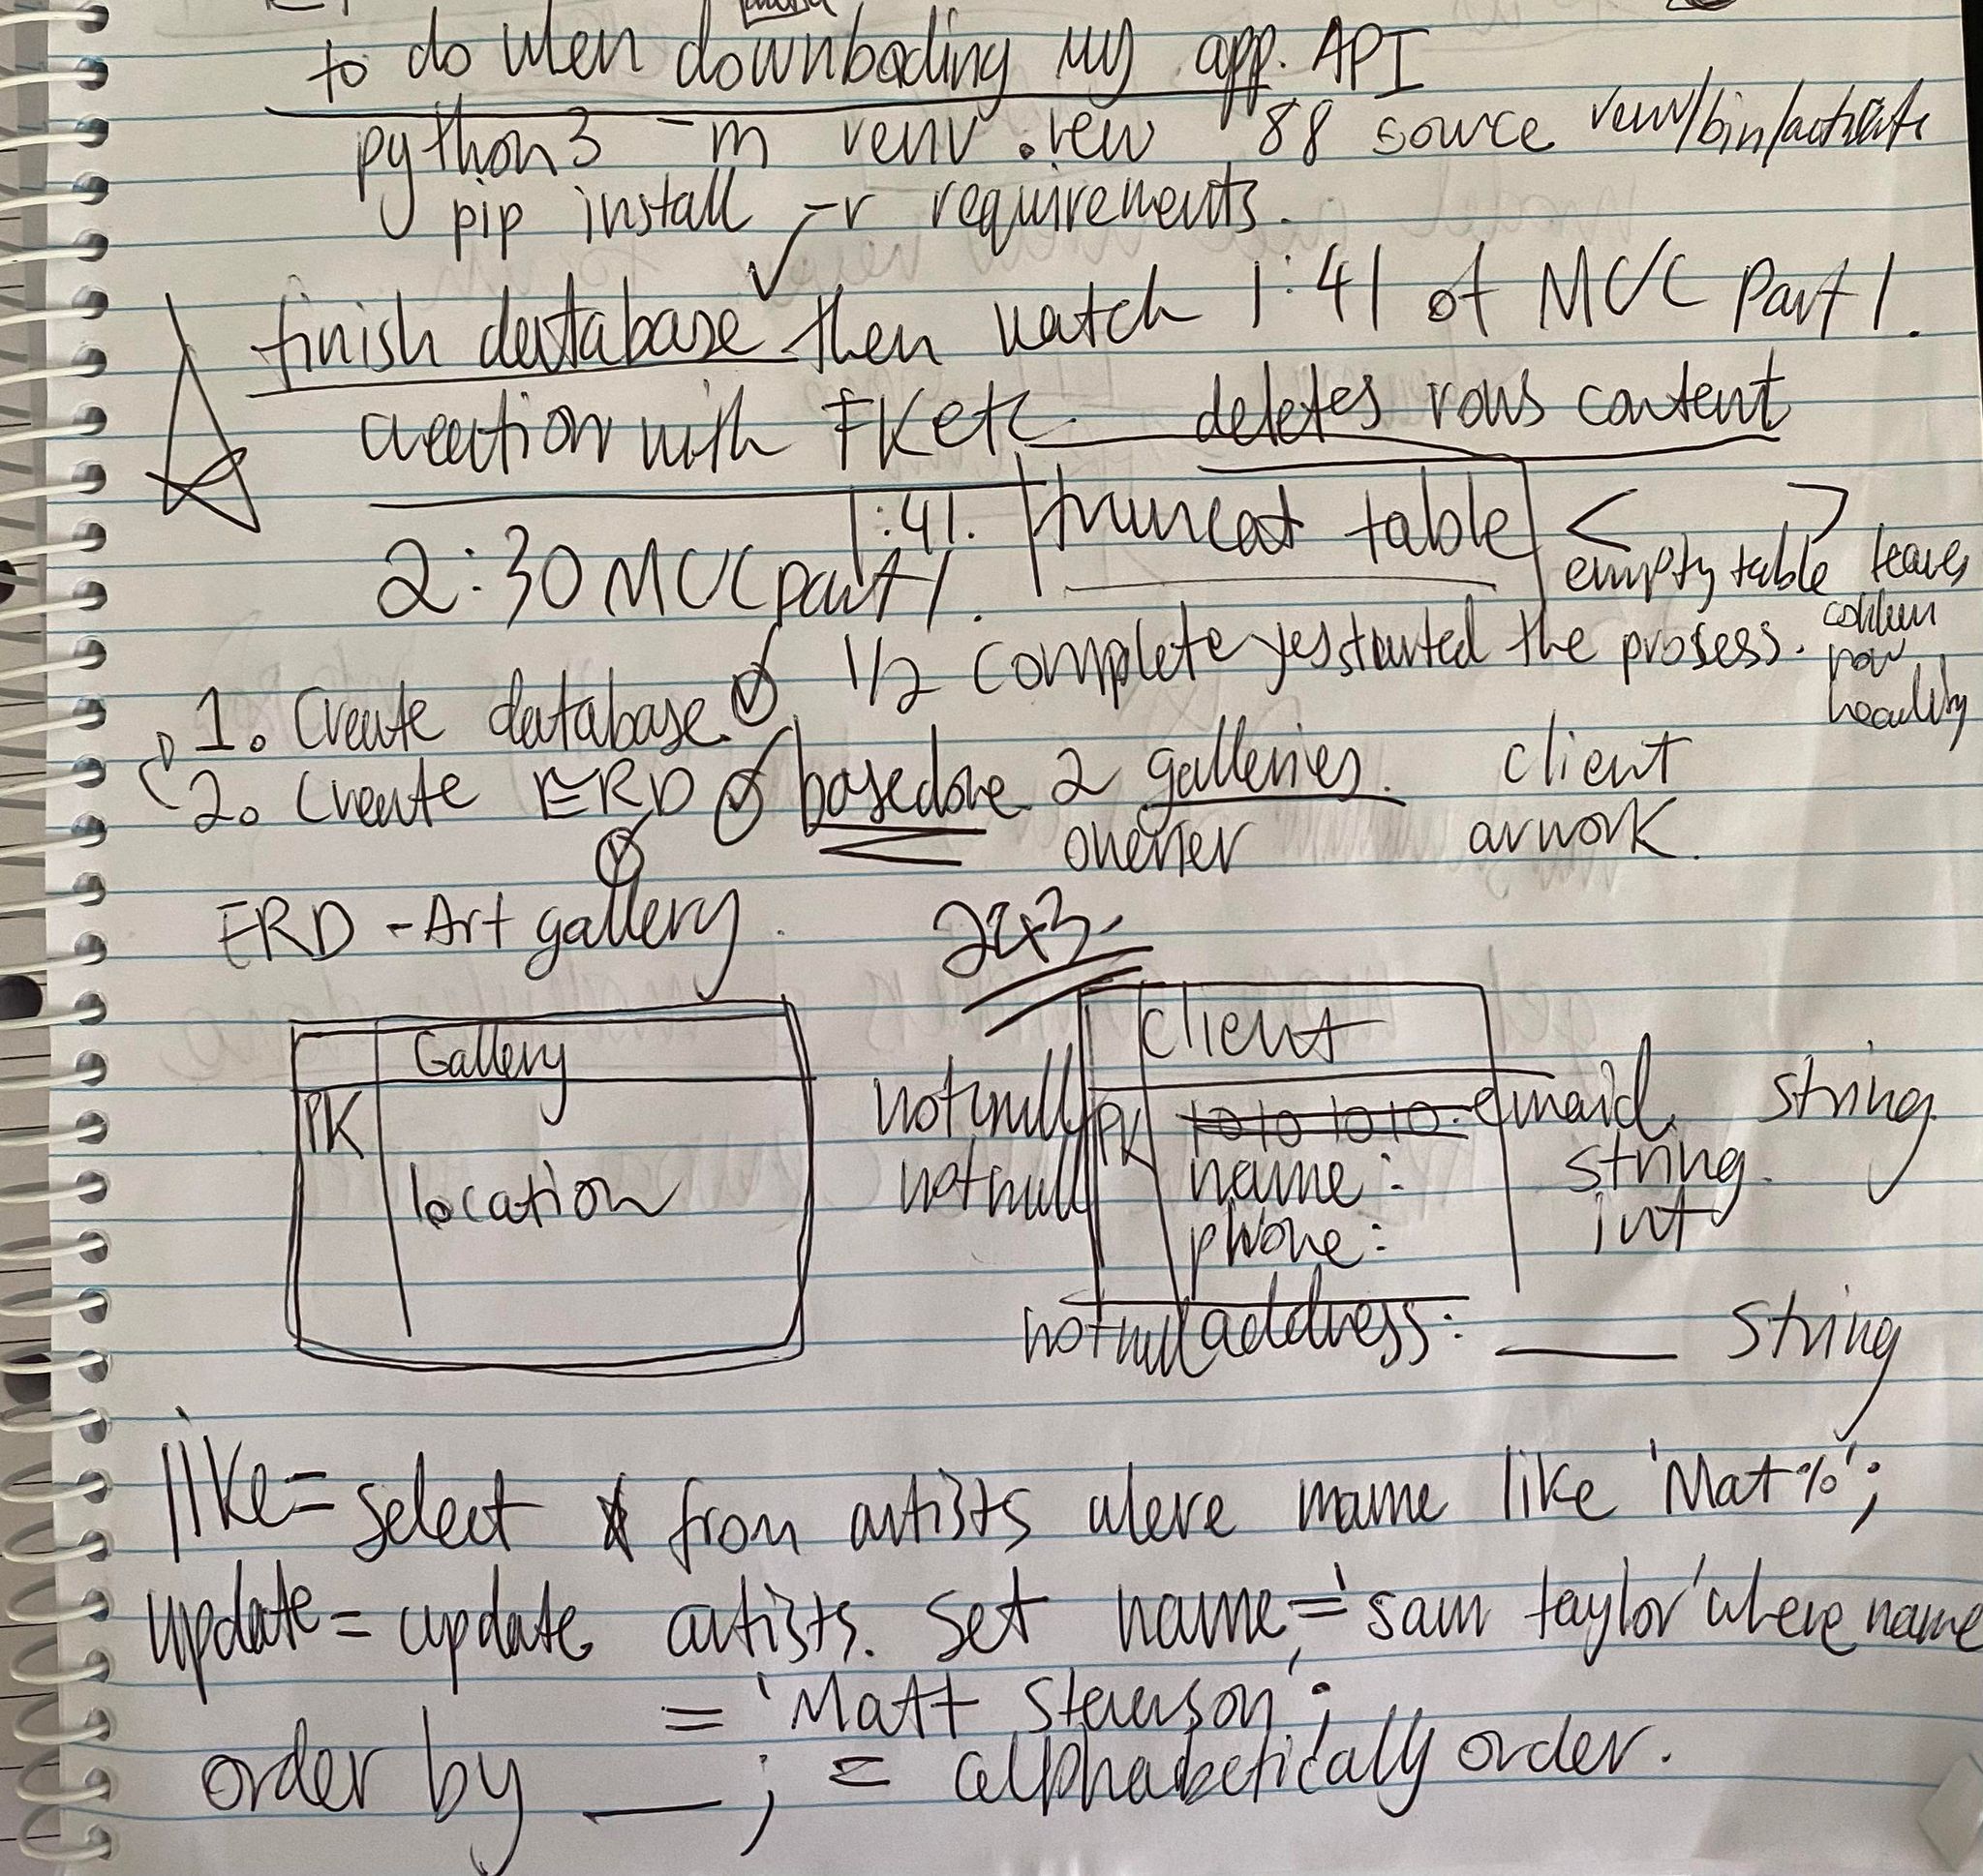 to do when downloading my app. API
python3 -m venv .venv && source venv/bin/activate
pip install -r requirements.
finish database then watch 1:41 of MVC part 1.
creation with FK etc. deletes rows content
1:41. truncat table < >
2:30 MVC part 1. empty table leaves
column
row
heading
1/2 complete yes started the process.
1. Create database.
2. Create ERD based one 2 galleries. client
owener arwork.
ERD - Art gallery.
2x3
Gallery
PK
location
client
not null PK 1010 1010. email string
not null name: string.
phone: int
not null address: ___ string
like = select * from artists where name like 'Mat%';
update = update artists. set name = 'sam taylor' where name
= 'Matt';
order by ___; = alphabetically order.